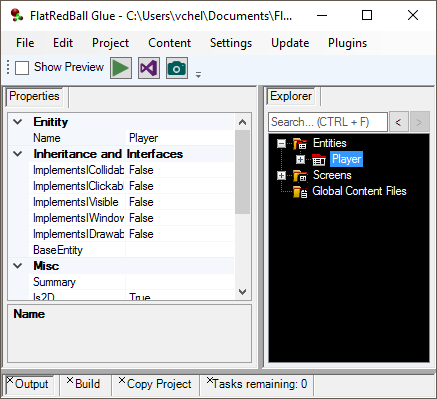 FlatRedBall Glue - C:\Users\vchel\Documents\Fl...
File Edit Project Content Settings Update Plugins
Show Preview
Properties
Entity
Name Player
Inheritance and Interfaces
ImplementsICollidab False
ImplementsIClickab False
ImplementsIVisible False
ImplementsIWindow False
ImplementsIDrawab False
BaseEntity
Misc
Summary
Is2D True
Name
Explorer
Search... (CTRL + F) < >
Entities
Player
Screens
Global Content Files
Output Build Copy Project Tasks remaining: 0